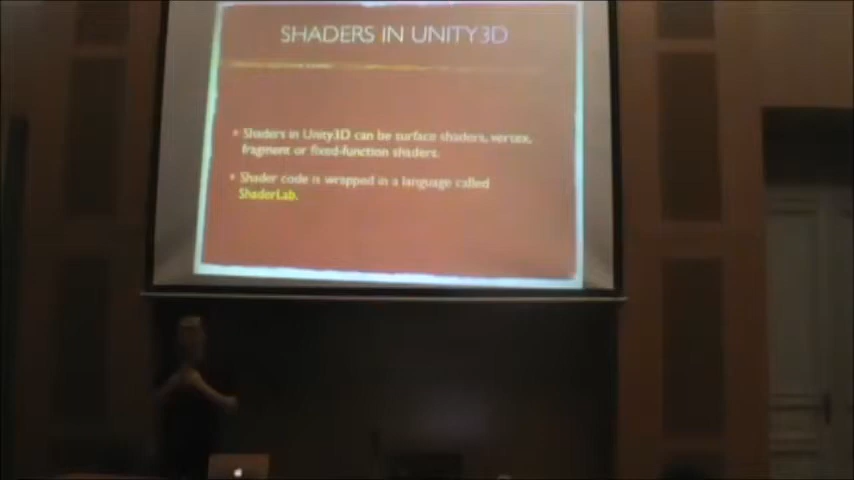 SHADERS IN UNITY3D
Shaders in Unity3D can be surface shaders, vertex,
fragment or fixed-function shaders.
Shader code is wrapped in a language called
ShaderLab.